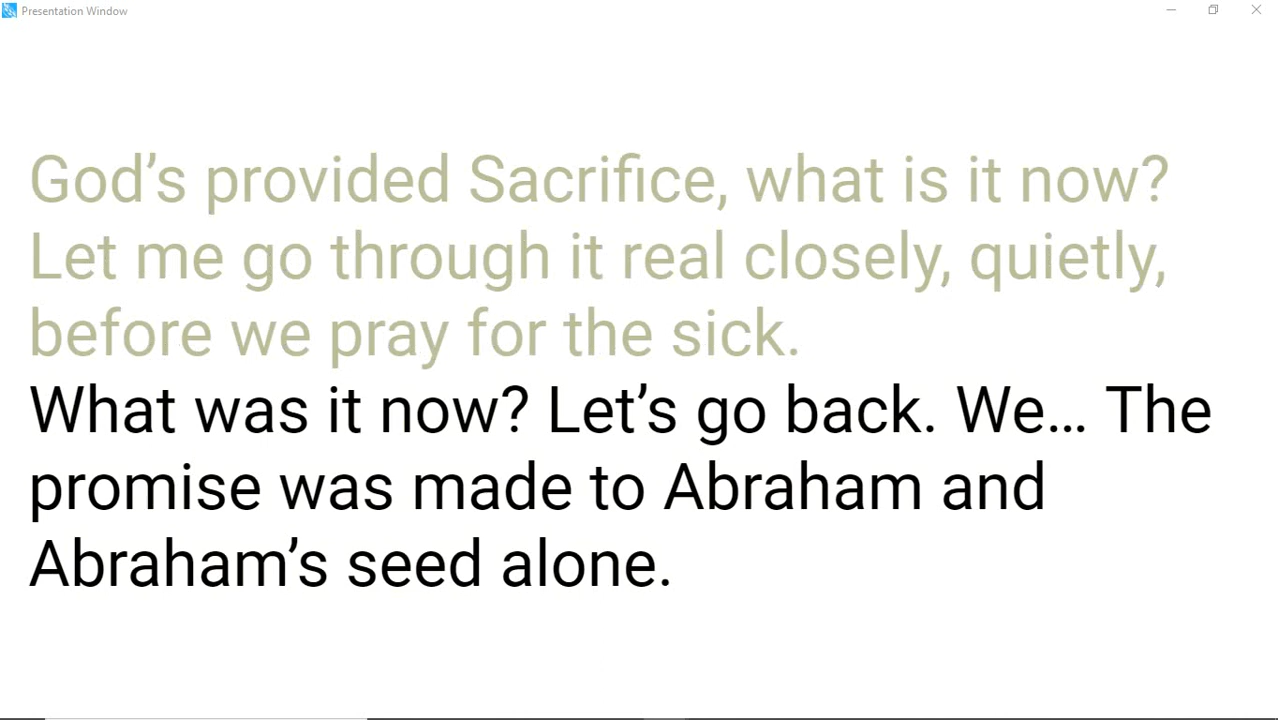 Presentation Window
God’s provided Sacrifice, what is it now?
Let me go through it real closely, quietly,
before we pray for the sick.
What was it now? Let’s go back. We… The
promise was made to Abraham and
Abraham’s seed alone.